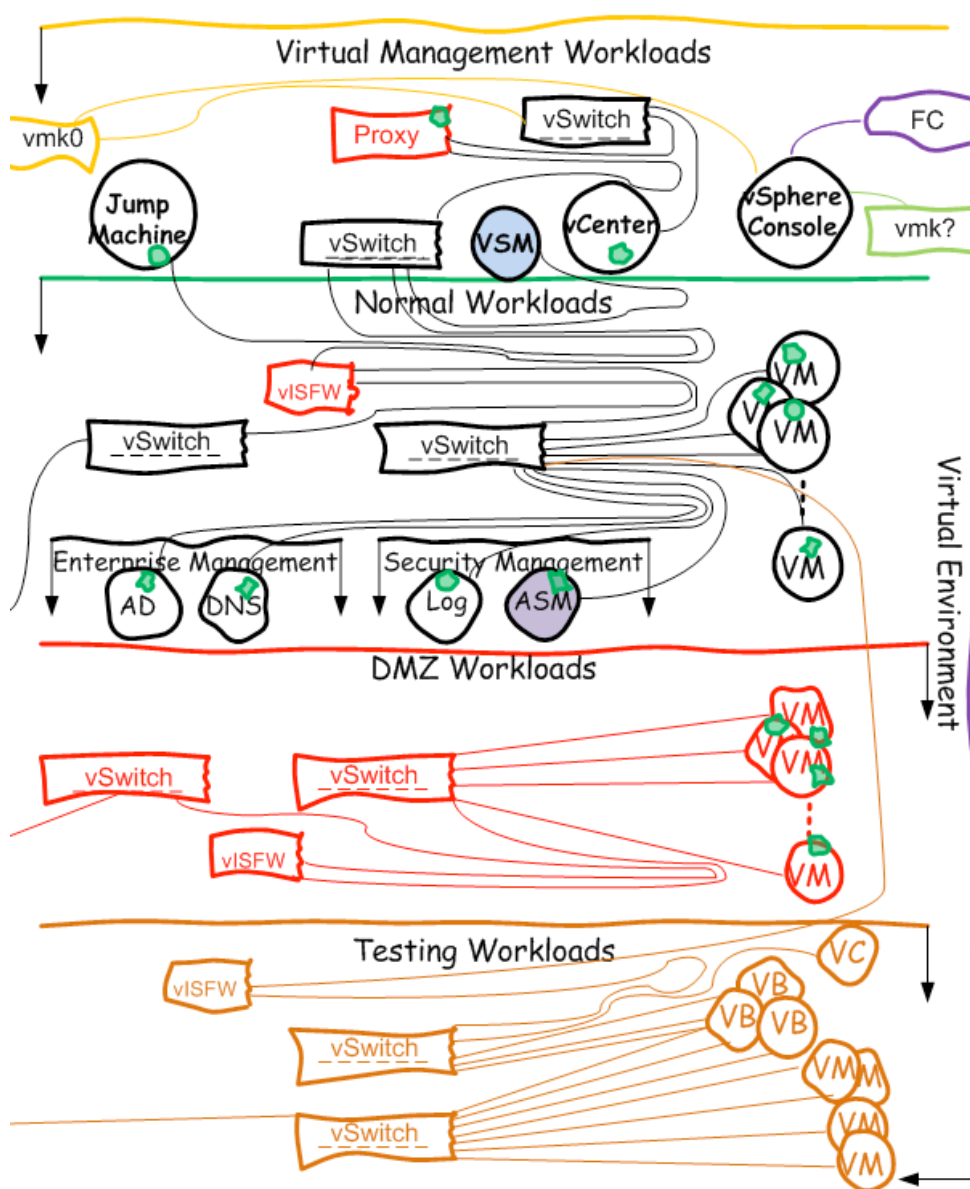 Virtual Management Workloads
vmk0
Proxy
vSwitch
FC
Jump
Machine
vSwitch
VSM
vCenter
vSphere
Console
vmk?
Normal Workloads
vISFW
VM
V
VM
vSwitch
vSwitch
VM
Enterprise Management
Security Management
AD
DNS
Log
ASM
Virtual Environment
DMZ Workloads
VM
V
VM
vSwitch
vSwitch
vISFW
VM
Testing Workloads
VC
vISFW
VB
VB
VB
vSwitch
VM
M
vSwitch
VM
VM